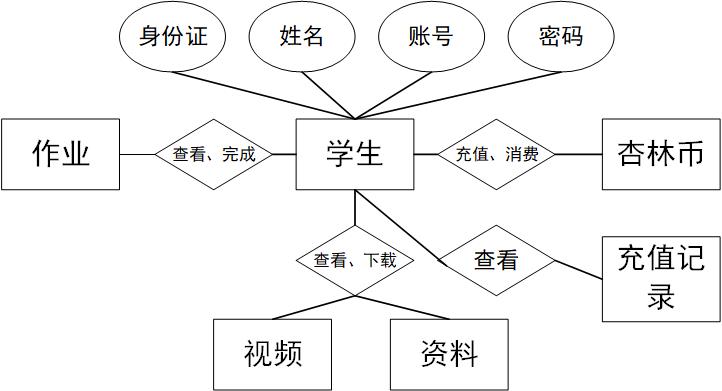 身份证
姓名
账号
密码
作业
查看、完成
学生
充值、消费
杏林币
查看、下载
查看
充值记
录
视频
资料